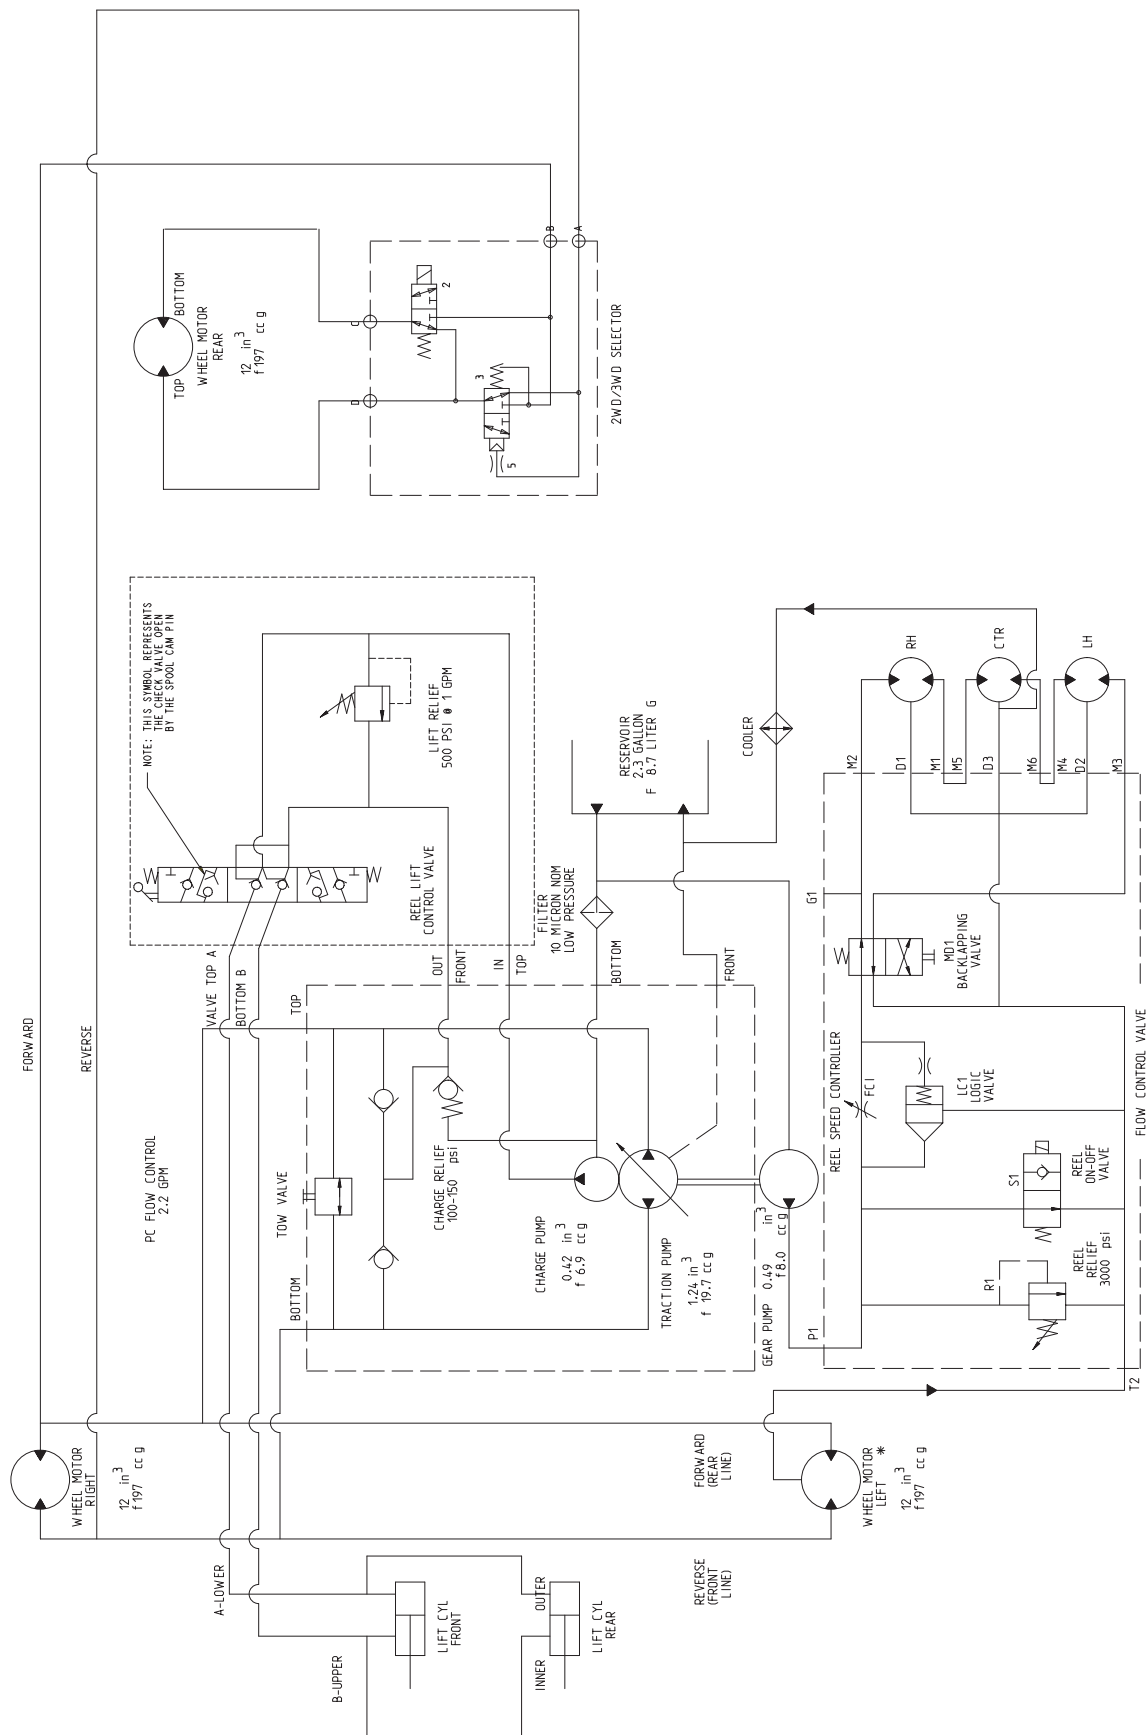 FORWARD
REVERSE
WHEEL MOTOR
RIGHT
12 in³
f 197 cc g
A-LOWER
B-UPPER
LIFT CYL
FRONT
OUTER
INNER
LIFT CYL
REAR
REVERSE
(FRONT
LINE)
FORWARD
(REAR
LINE)
WHEEL MOTOR *
LEFT
12 in³
f 197 cc g
PC FLOW CONTROL
2.2 GPM
VALVE TOP A
BOTTOM B
TOW VALVE
BOTTOM
TOP
CHARGE RELIEF
100-150 psi
CHARGE PUMP
0.42 in³
f 6.9 cc g
TRACTION PUMP
1.24 in³
f 19.7 cc g
GEAR PUMP 0.49 in³
f 8.0 cc g
OUT
FRONT
IN
TOP
BOTTOM
FRONT
NOTE: THIS SYMBOL REPRESENTS
THE CHECK VALVE OPEN
BY THE SPOOL CAM PIN
REEL LIFT
CONTROL VALVE
LIFT RELIEF
500 PSI @ 1 GPM
FILTER
10 MICRON NOM
LOW PRESSURE
RESERVOIR
2.3 GALLON
F 8.7 LITER G
COOLER
TOP
BOTTOM
WHEEL MOTOR
REAR
12 in³
f 197 cc g
D
C
B
A
2
3
5
2WD/3WD SELECTOR
P1
T2
R1
REEL
RELIEF
3000 psi
S1
REEL
ON-OFF
VALVE
REEL SPEED CONTROLLER
FC1
LC1
LOGIC
VALVE
MD1
BACKLAPPING
VALVE
G1
FLOW CONTROL VALVE
M2
D1
M1
M5
D3
M6
M4
D2
M3
RH
CTR
LH